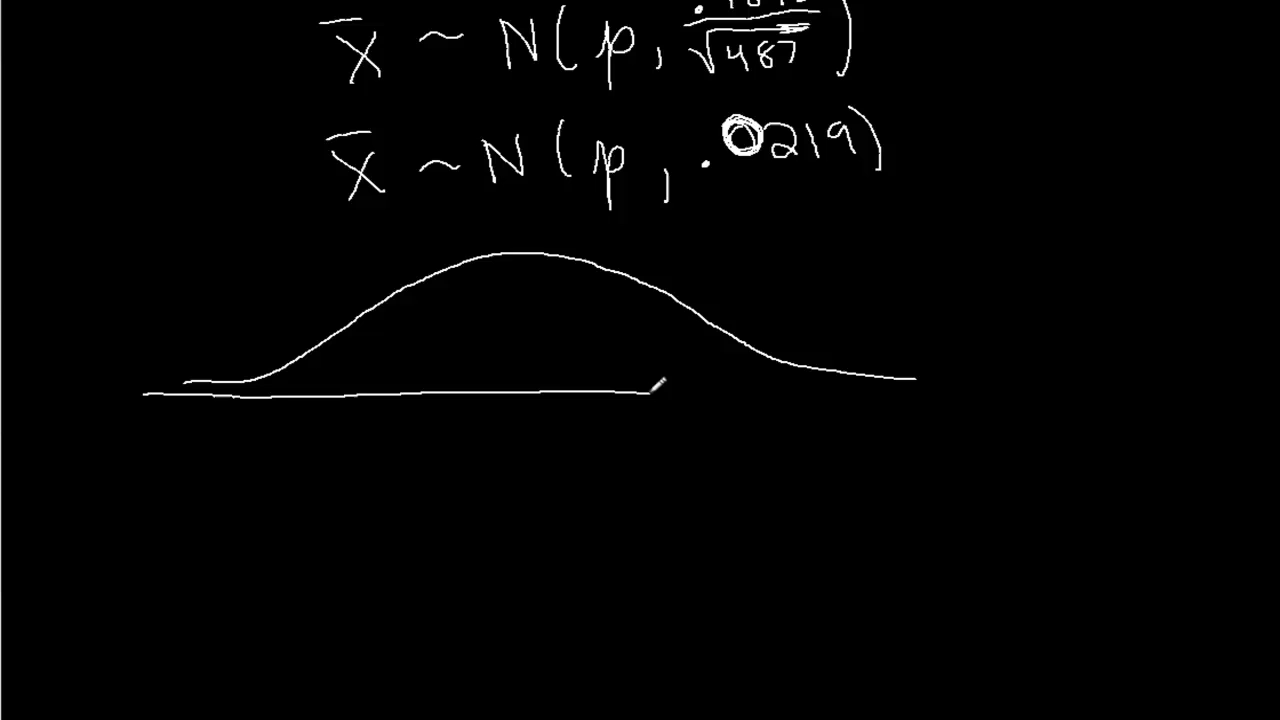 X̄ ~ N(p, /√487)
X̄ ~ N(p, .0219)